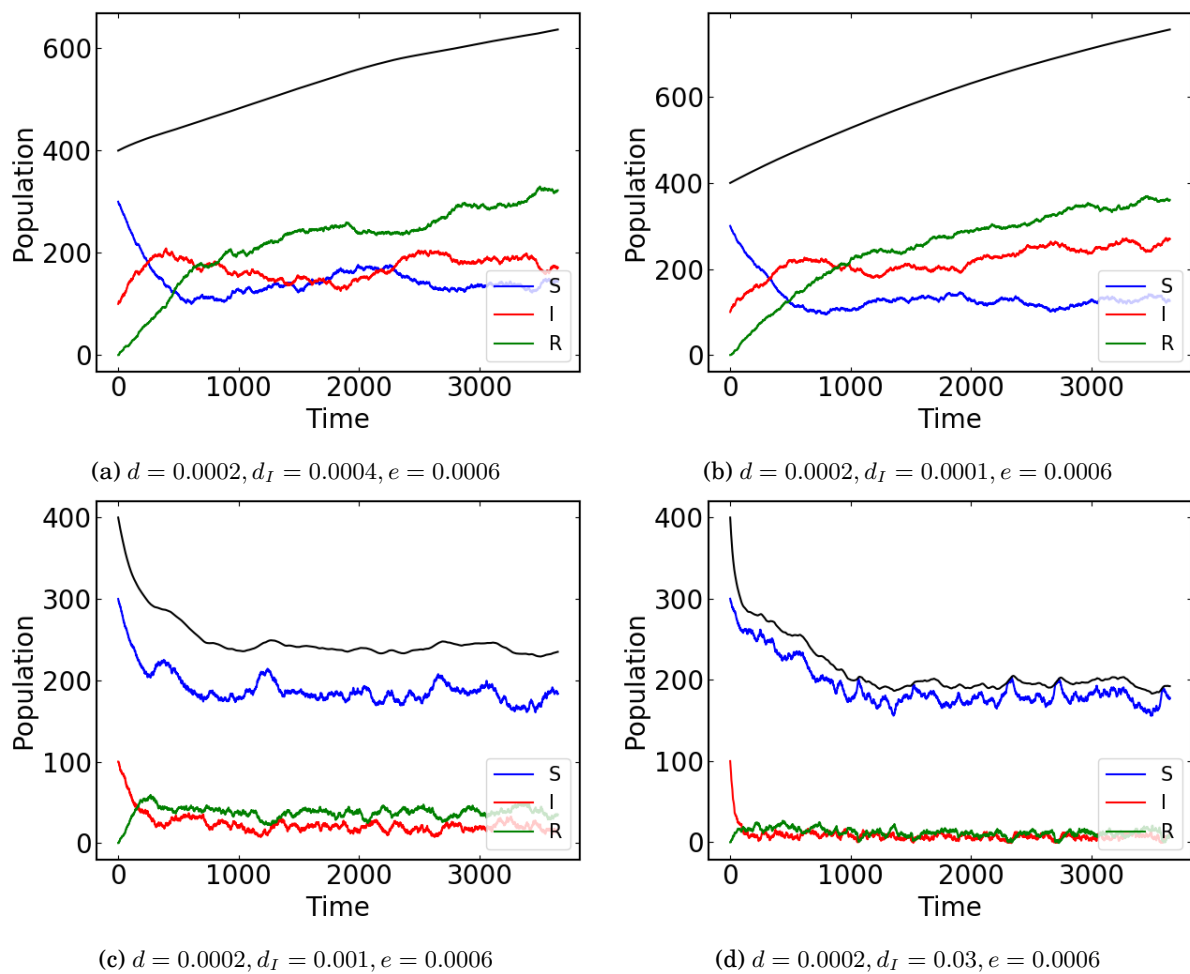 600
400
200
0
Population
S
I
R
0 1000 2000 3000
Time
(a) d = 0.0002, d_I = 0.0004, e = 0.0006
600
400
200
0
Population
S
I
R
0 1000 2000 3000
Time
(b) d = 0.0002, d_I = 0.0001, e = 0.0006
400
300
200
100
0
Population
S
I
R
0 1000 2000 3000
Time
(c) d = 0.0002, d_I = 0.001, e = 0.0006
400
300
200
100
0
Population
S
I
R
0 1000 2000 3000
Time
(d) d = 0.0002, d_I = 0.03, e = 0.0006